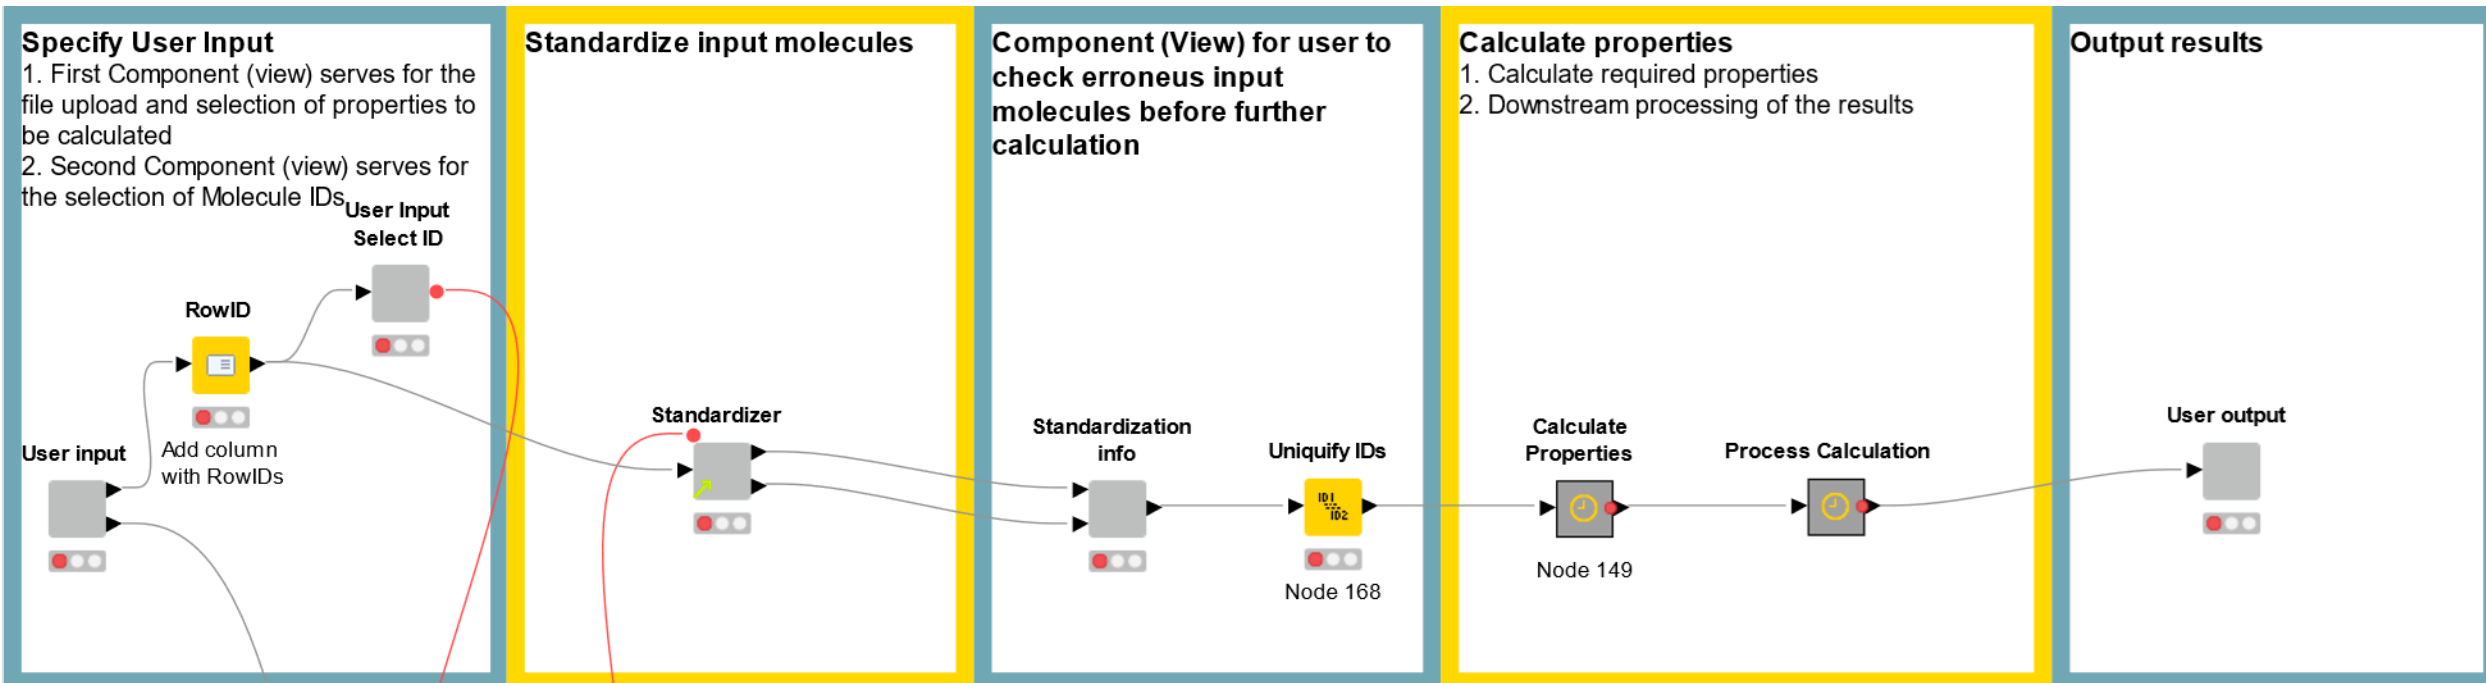 Specify User Input
1. First Component (view) serves for the
file upload and selection of properties to
be calculated
2. Second Component (view) serves for
the selection of Molecule IDs
User Input
Select ID
RowID
Add column
with RowIDs
User input
Standardize input molecules
Standardizer
Component (View) for user to
check erroneus input
molecules before further
calculation
Standardization
info
Uniquify IDs
ID1
ID2
Node 168
Calculate properties
1. Calculate required properties
2. Downstream processing of the results
Calculate
Properties
Node 149
Process Calculation
Output results
User output